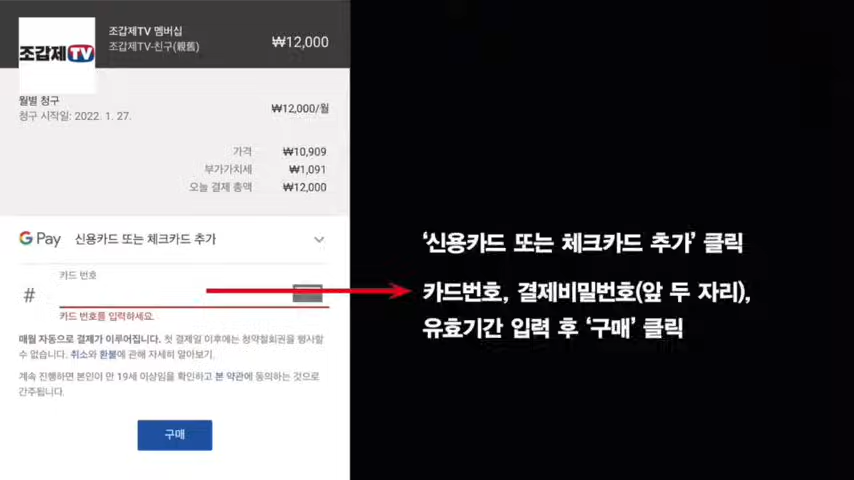 조갑제TV
조갑제TV 멤버십
조갑제TV-친구(親舊)
₩12,000
월별 청구
청구 시작일: 2022. 1. 27.
₩12,000/월
가격 ₩10,909
부가가치세 ₩1,091
오늘 결제 총액 ₩12,000
G Pay 신용카드 또는 체크카드 추가
카드 번호
#
카드 번호를 입력하세요.
매월 자동으로 결제가 이루어집니다. 첫 결제일 이후에는 청약철회권을 행사할
수 없습니다. 취소와 환불에 관해 자세히 알아보기.
계속 진행하면 본인이 만 19세 이상임을 확인하고 본 약관에 동의하는 것으로
간주됩니다.
구매
‘신용카드 또는 체크카드 추가’ 클릭
카드번호, 결제비밀번호(앞 두 자리),
유효기간 입력 후 ‘구매’ 클릭